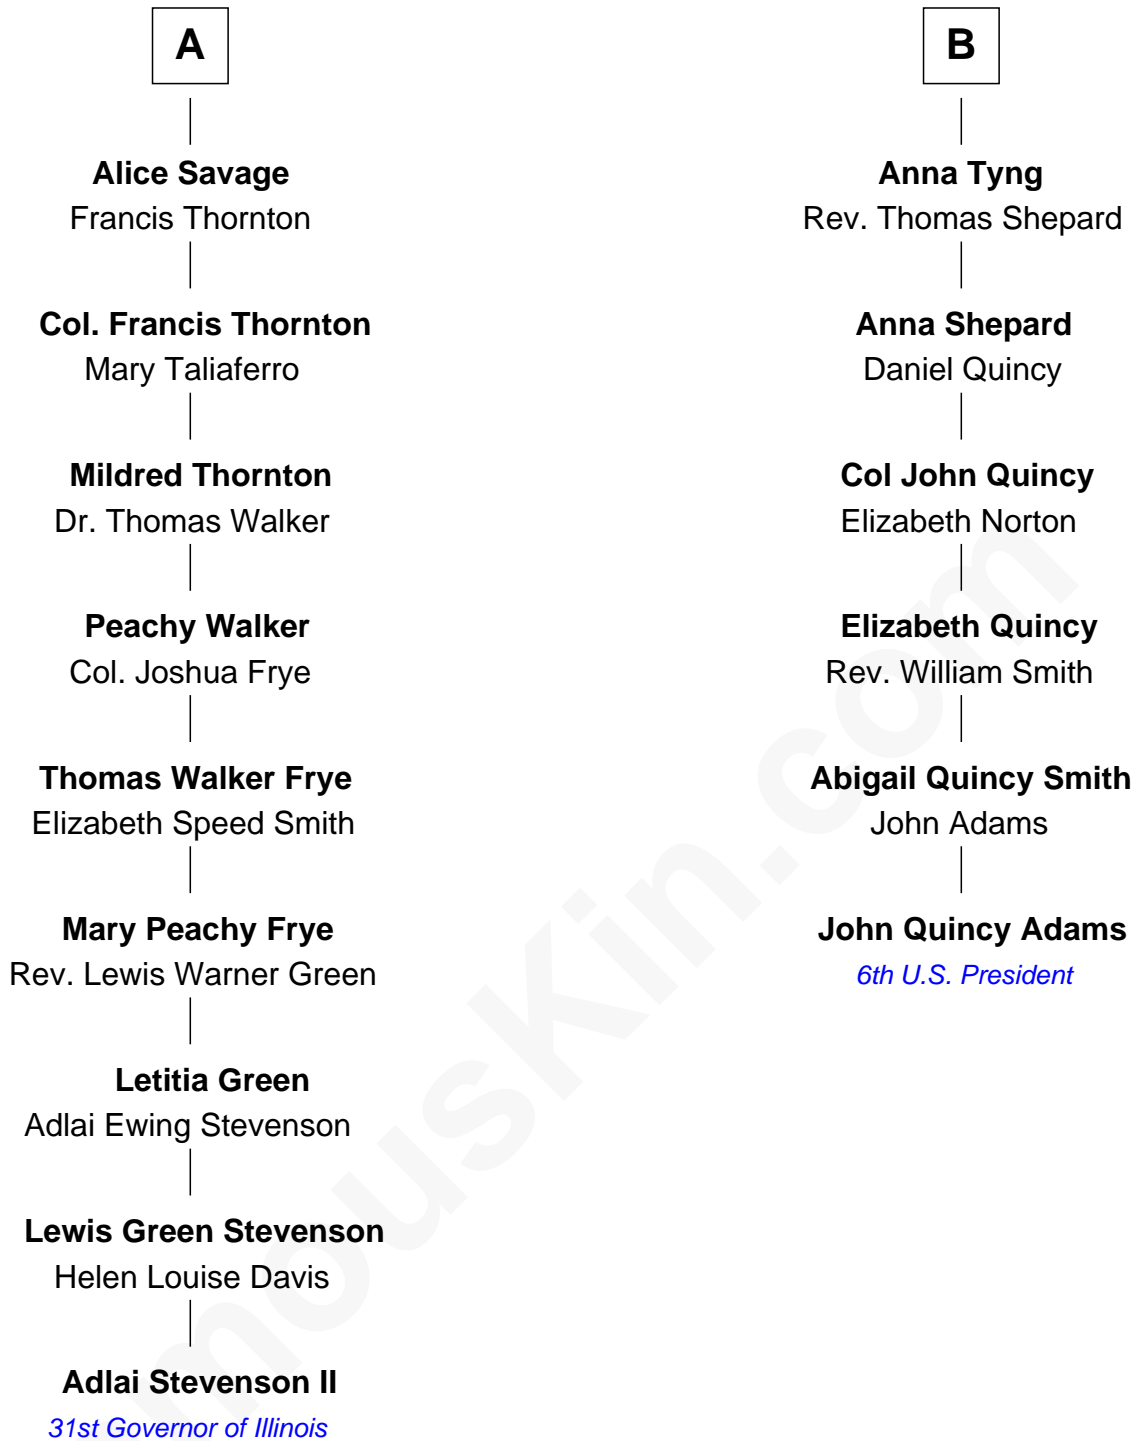 A
Alice Savage
Francis Thornton
Col. Francis Thornton
Mary Taliaferro
Mildred Thornton
Dr. Thomas Walker
Peachy Walker
Col. Joshua Frye
Thomas Walker Frye
Elizabeth Speed Smith
Mary Peachy Frye
Rev. Lewis Warner Green
Letitia Green
Adlai Ewing Stevenson
Lewis Green Stevenson
Helen Louise Davis
Adlai Stevenson II
31st Governor of Illinois
B
Anna Tyng
Rev. Thomas Shepard
Anna Shepard
Daniel Quincy
Col John Quincy
Elizabeth Norton
Elizabeth Quincy
Rev. William Smith
Abigail Quincy Smith
John Adams
John Quincy Adams
6th U.S. President
mousKin.com